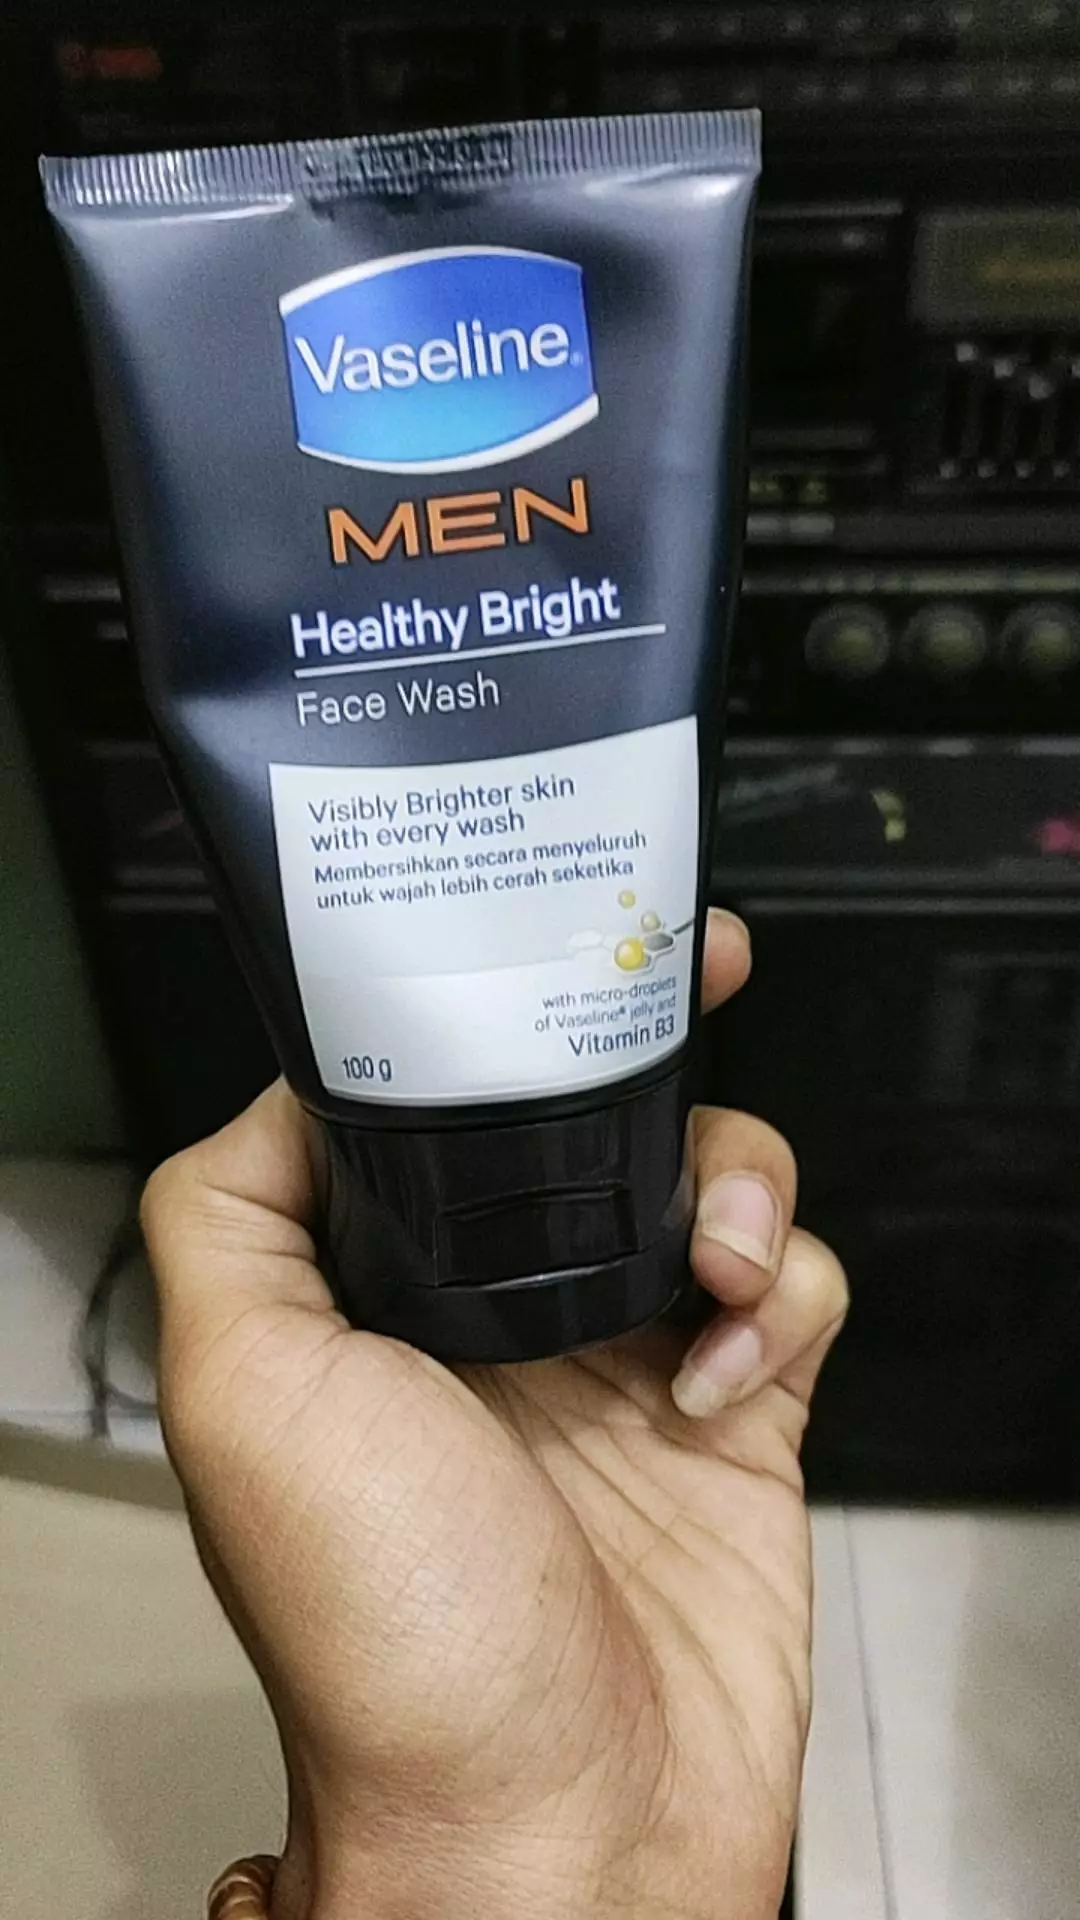 Vaseline®
MEN
Healthy Bright
Face Wash
Visibly Brighter skin
with every wash
Membersihkan secara menyeluruh
untuk wajah lebih cerah seketika
with micro-droplets
of Vaseline® jelly and
Vitamin B3
100 g